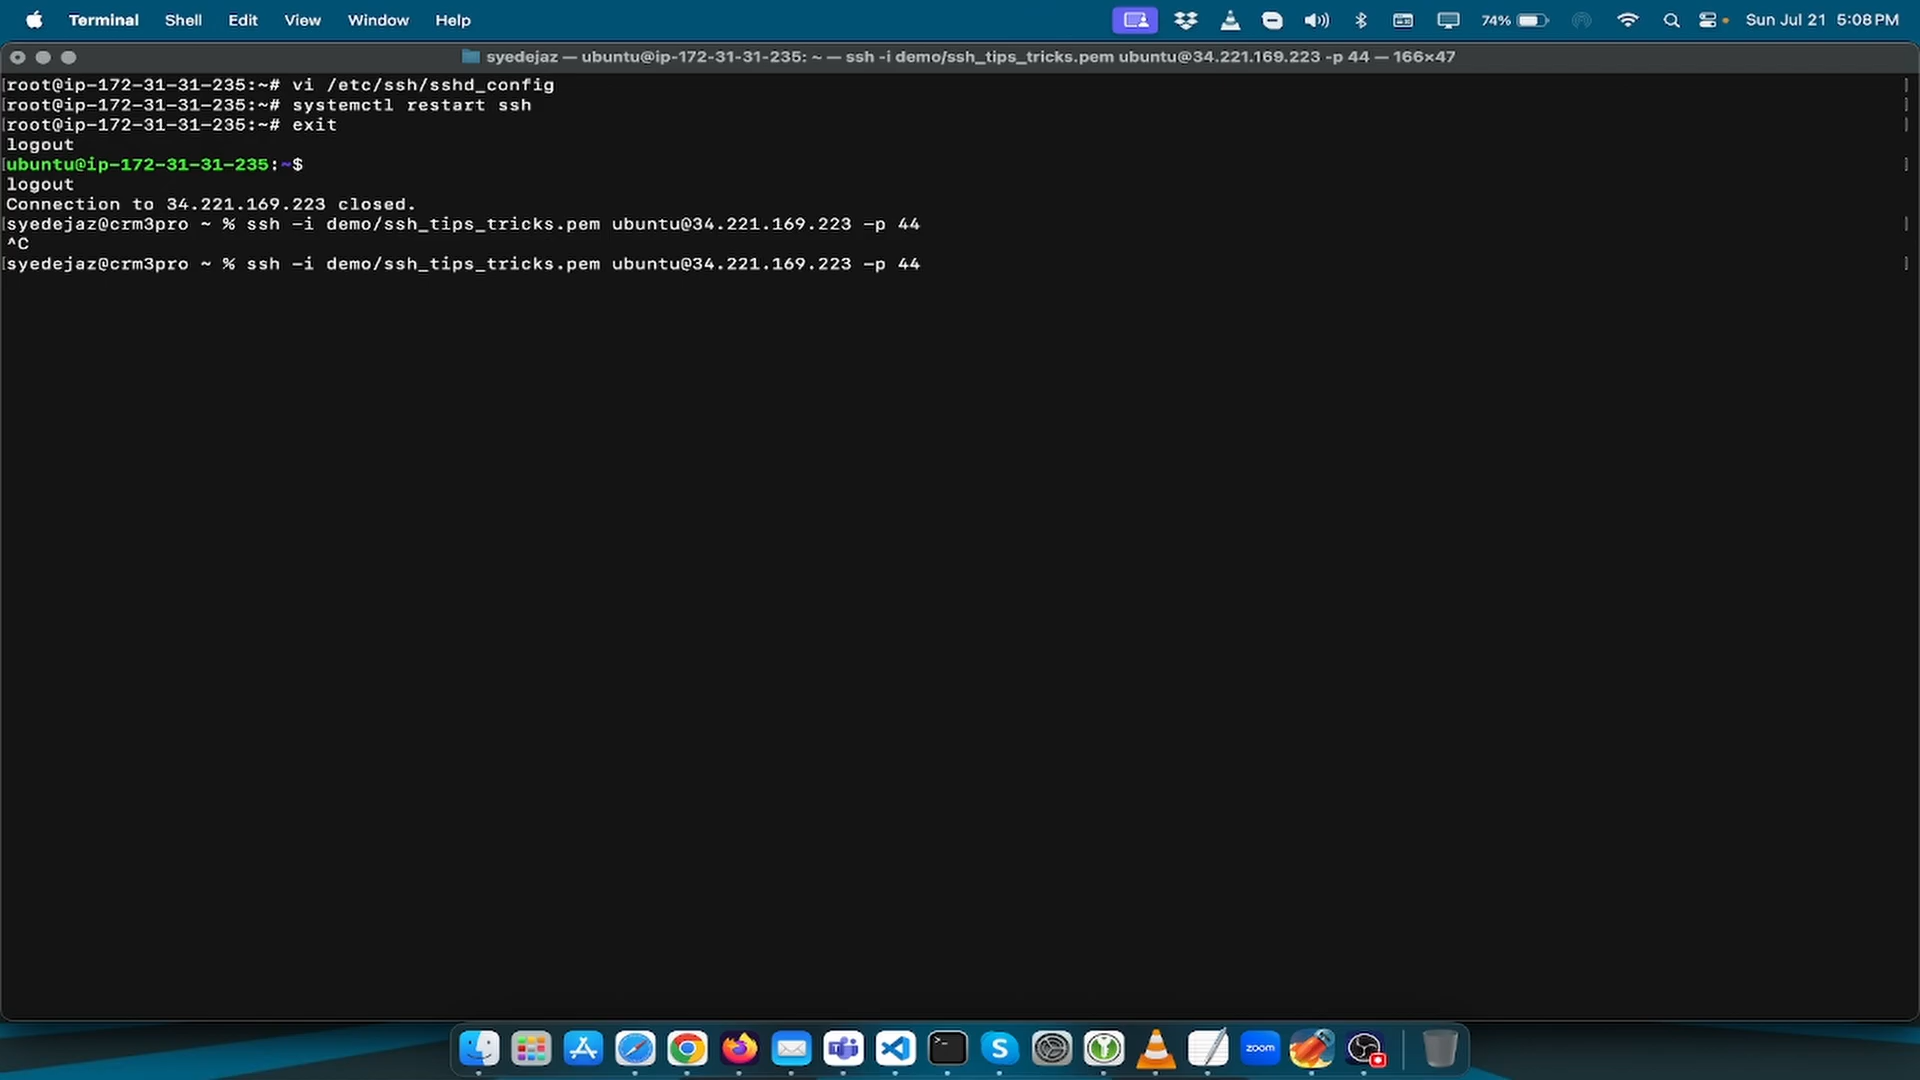 Terminal Shell Edit View Window Help 74% Sun Jul 21 5:08 PM
syedejaz — ubuntu@ip-172-31-31-235: ~ — ssh -i demo/ssh_tips_tricks.pem ubuntu@34.221.169.223 -p 44 — 166×47
[root@ip-172-31-31-235:~# vi /etc/ssh/sshd_config ]
[root@ip-172-31-31-235:~# systemctl restart ssh ]
[root@ip-172-31-31-235:~# exit ]
logout
[ubuntu@ip-172-31-31-235:~$ ]
logout
Connection to 34.221.169.223 closed.
[syedejaz@crm3pro ~ % ssh -i demo/ssh_tips_tricks.pem ubuntu@34.221.169.223 -p 44 ]
^C
[syedejaz@crm3pro ~ % ssh -i demo/ssh_tips_tricks.pem ubuntu@34.221.169.223 -p 44 ]
zoom